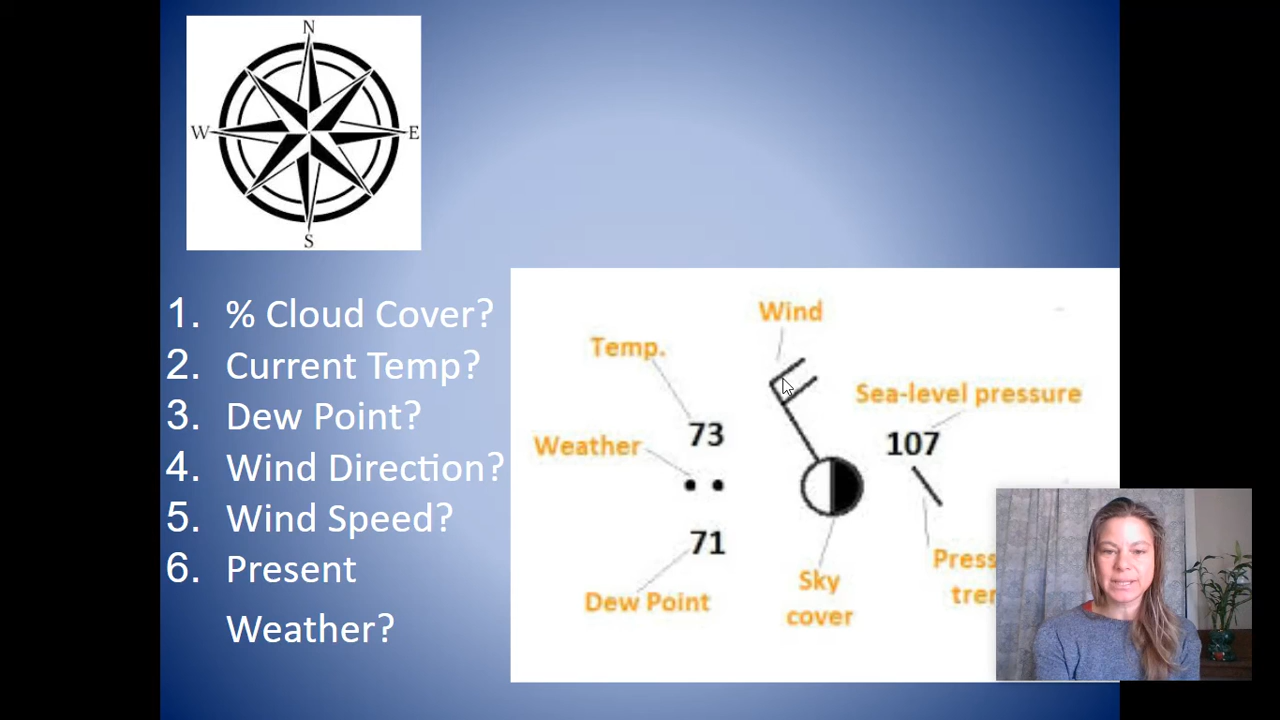 N
W E
S
1. % Cloud Cover?
2. Current Temp?
3. Dew Point?
4. Wind Direction?
5. Wind Speed?
6. Present
Weather?
Wind
Temp.
Sea-level pressure
73
107
Weather
71
Dew Point
Sky
cover